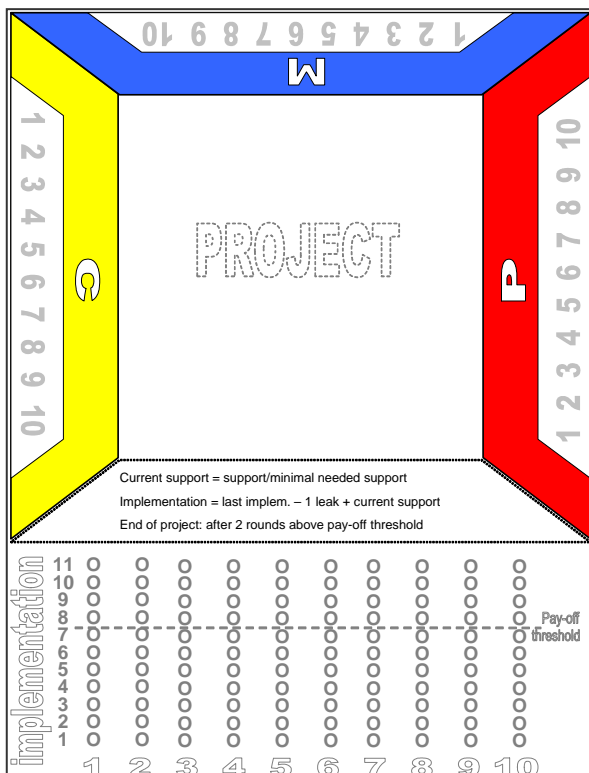 10 9 8 7 6 5 4 3 2 1
M
1 2 3 4 5 6 7 8 9 10
C
PROJECT
P
10 9 8 7 6 5 4 3 2 1
Current support = support/minimal needed support
Implementation = last implem. – 1 leak + current support
End of project: after 2 rounds above pay-off threshold
implementation
11 O O O O O O O O O O
10 O O O O O O O O O O
9 O O O O O O O O O O
8 O O O O O O O O O O
Pay-off
threshold
7 O O O O O O O O O O
6 O O O O O O O O O O
5 O O O O O O O O O O
4 O O O O O O O O O O
3 O O O O O O O O O O
2 O O O O O O O O O O
1 O O O O O O O O O O
1 2 3 4 5 6 7 8 9 10